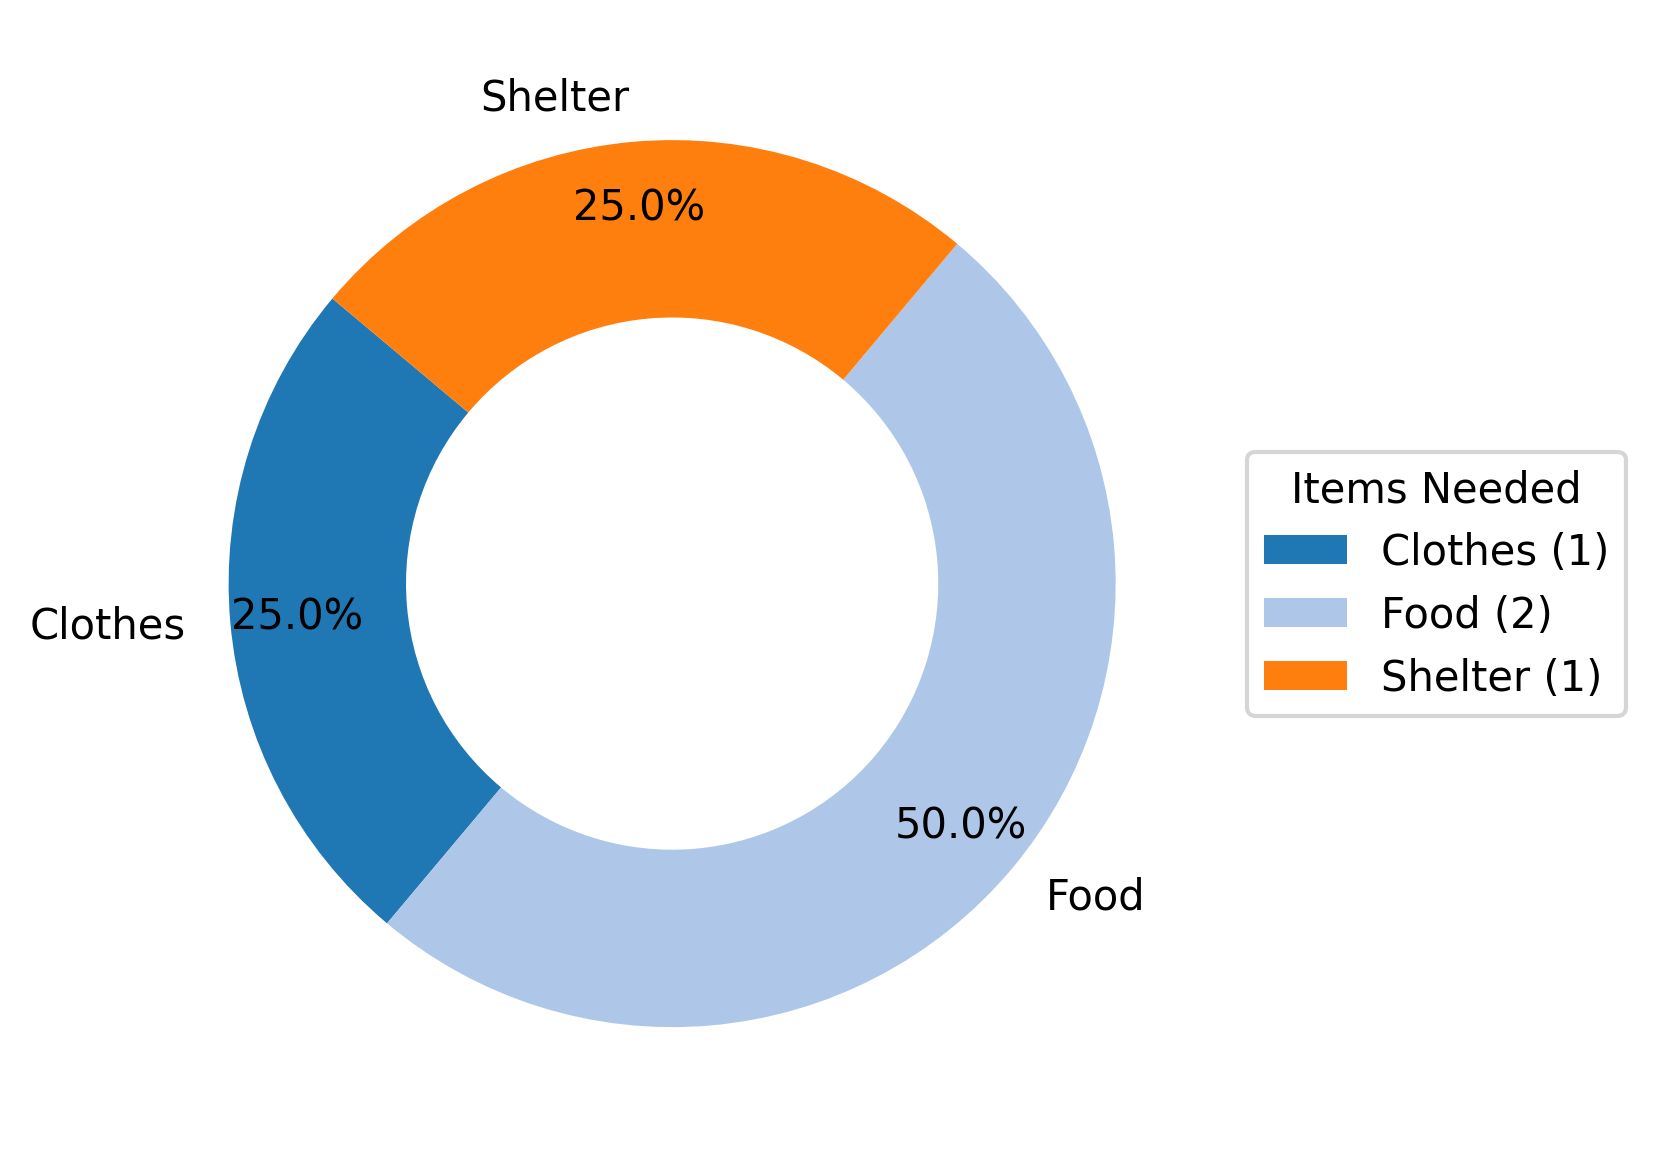 Shelter
25.0%
Clothes
25.0%
50.0%
Food
Items Needed
Clothes (1)
Food (2)
Shelter (1)